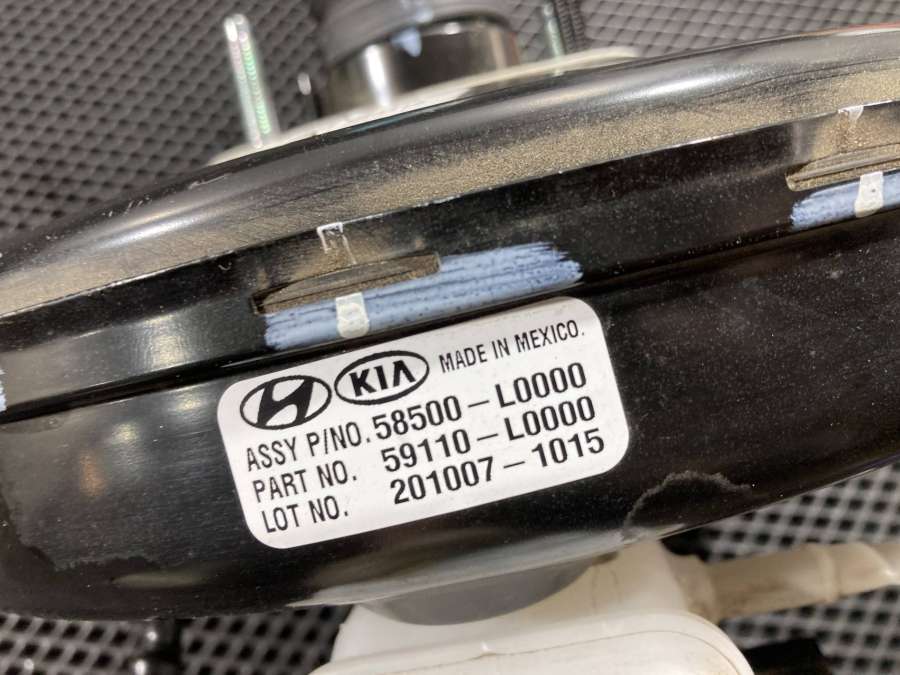 KIA MADE IN MEXICO.
ASSY P/NO. 58500-L0000
PART NO. 59110-L0000
LOT NO. 201007-1015